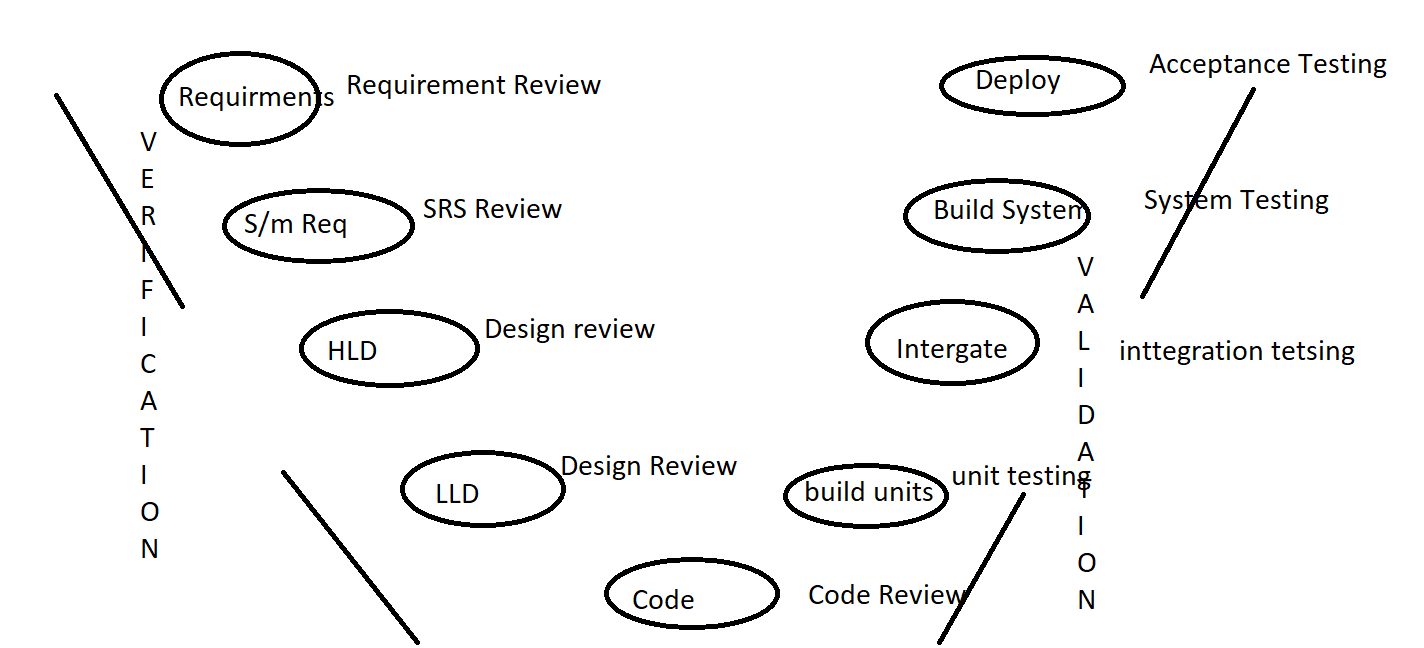 Requirments
Requirement Review
S/m Req
SRS Review
HLD
Design review
LLD
Design Review
Code
Code Review
build units
unit testing
Intergate
inttegration tetsing
Build System
System Testing
Deploy
Acceptance Testing
VERIFICATION
VALIDATION